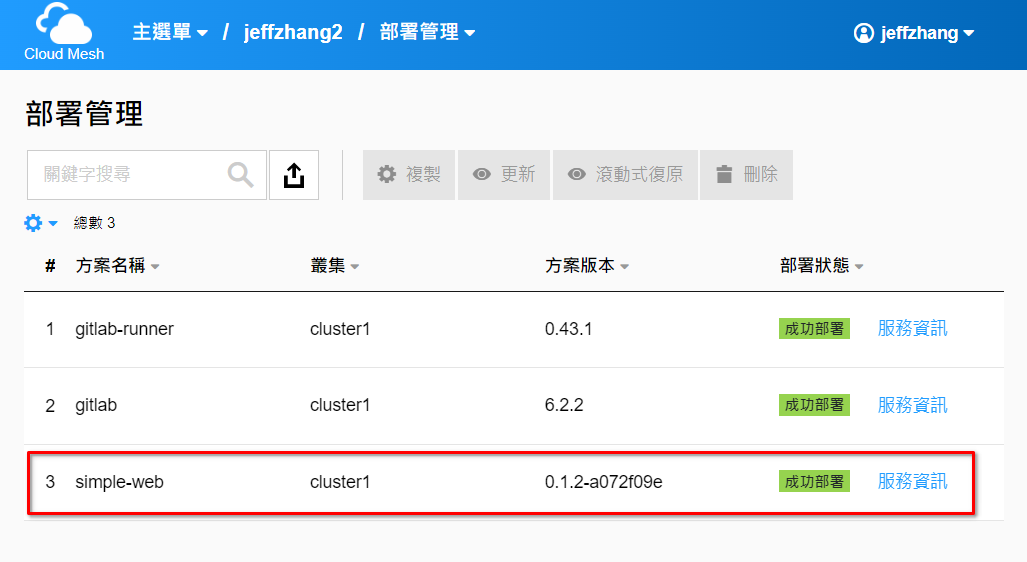 Cloud Mesh
主選單 / jeffzhang2 / 部署管理
jeffzhang
部署管理
關鍵字搜尋
複製 更新 滾動式復原 刪除
總數 3
# 方案名稱 叢集 方案版本 部署狀態
1 gitlab-runner cluster1 0.43.1 成功部署 服務資訊
2 gitlab cluster1 6.2.2 成功部署 服務資訊
3 simple-web cluster1 0.1.2-a072f09e 成功部署 服務資訊